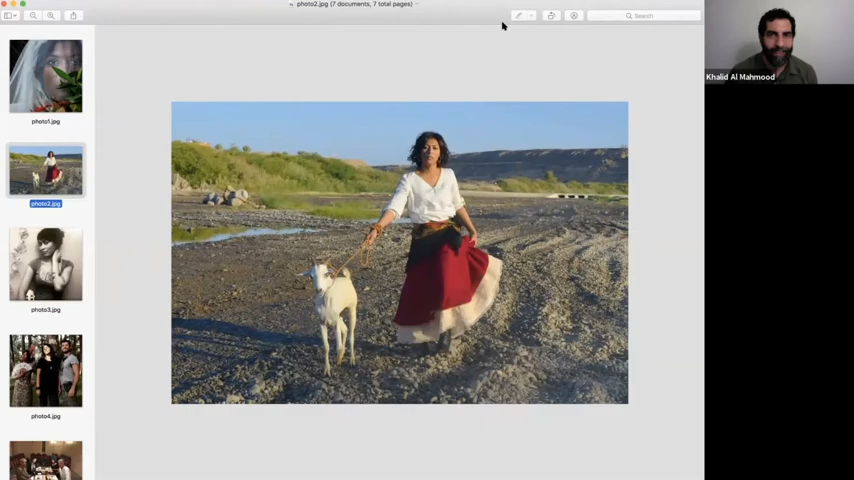 photo2.jpg (7 documents, 7 total pages)
Search
Khalid Al Mahmood
photo1.jpg
photo2.jpg
photo3.jpg
photo4.jpg